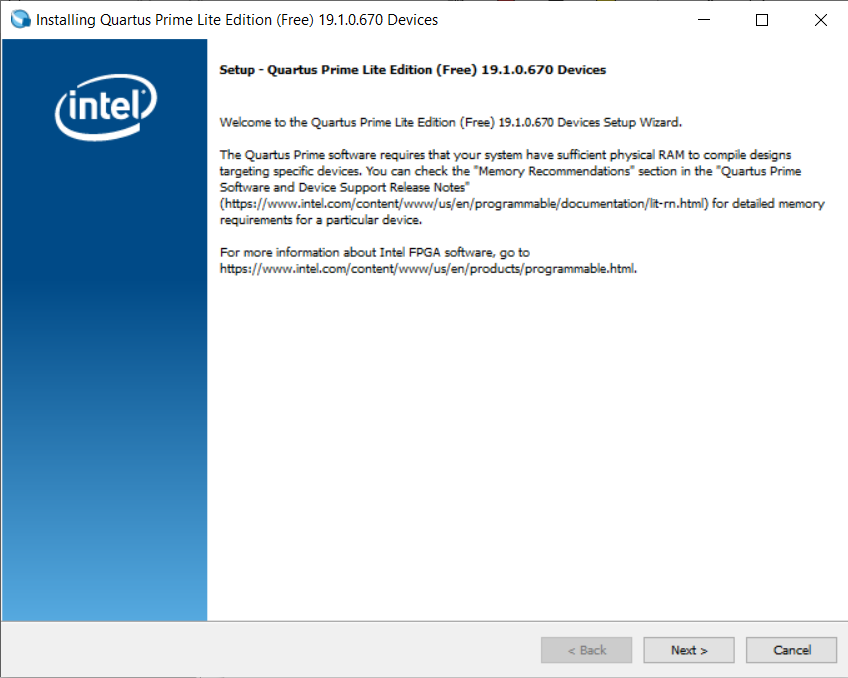 Installing Quartus Prime Lite Edition (Free) 19.1.0.670 Devices
intel
Setup - Quartus Prime Lite Edition (Free) 19.1.0.670 Devices
Welcome to the Quartus Prime Lite Edition (Free) 19.1.0.670 Devices Setup Wizard.
The Quartus Prime software requires that your system have sufficient physical RAM to compile designs
targeting specific devices. You can check the "Memory Recommendations" section in the "Quartus Prime
Software and Device Support Release Notes"
(https://www.intel.com/content/www/us/en/programmable/documentation/lit-rn.html) for detailed memory
requirements for a particular device.
For more information about Intel FPGA software, go to
https://www.intel.com/content/www/us/en/products/programmable.html.
< Back
Next >
Cancel